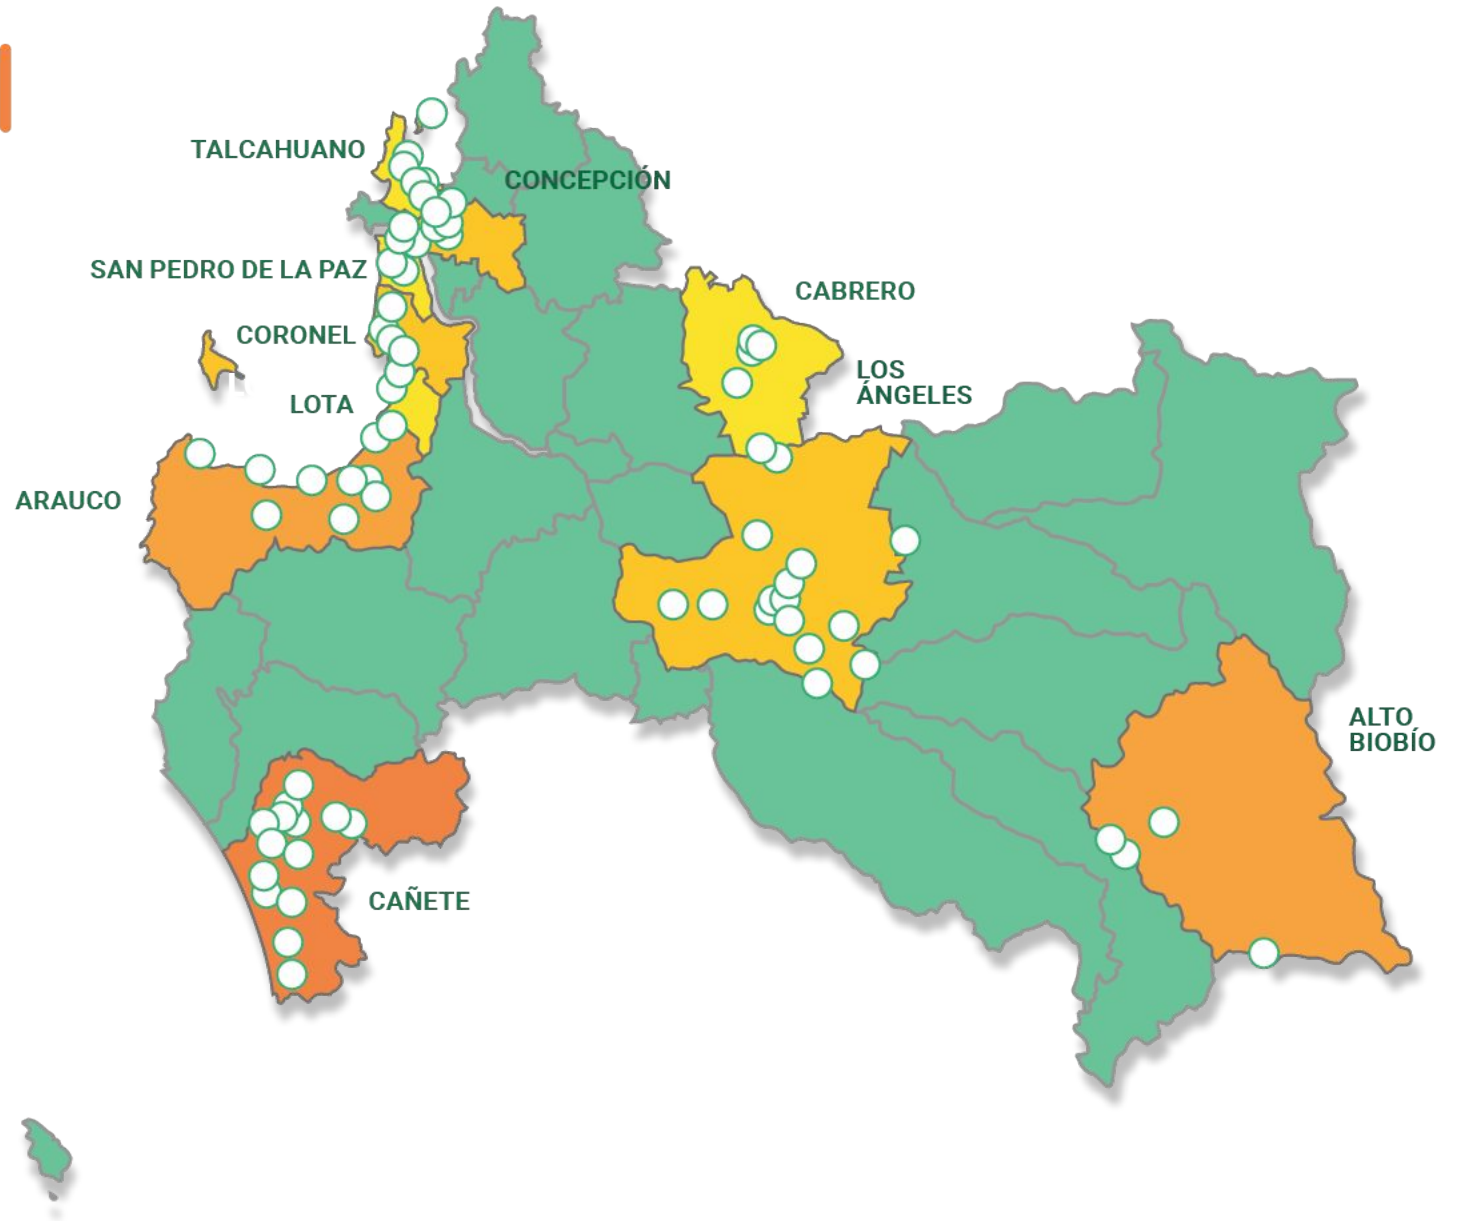 TALCAHUANO
CONCEPCIÓN
SAN PEDRO DE LA PAZ
CABRERO
CORONEL
LOS
ÁNGELES
LOTA
ARAUCO
ALTO
BIOBÍO
CAÑETE